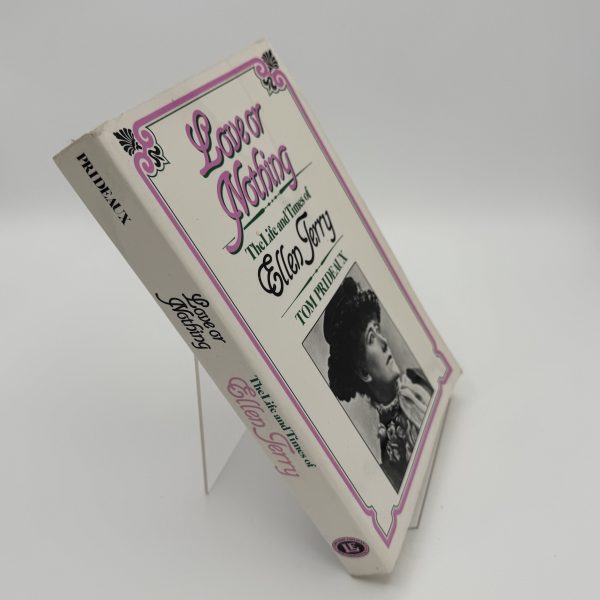 PRIDEAUX
Love or
Nothing
The Life and Times of
Ellen Terry
Love or
Nothing
The Life and Times of
Ellen Terry
TOM PRIDEAUX